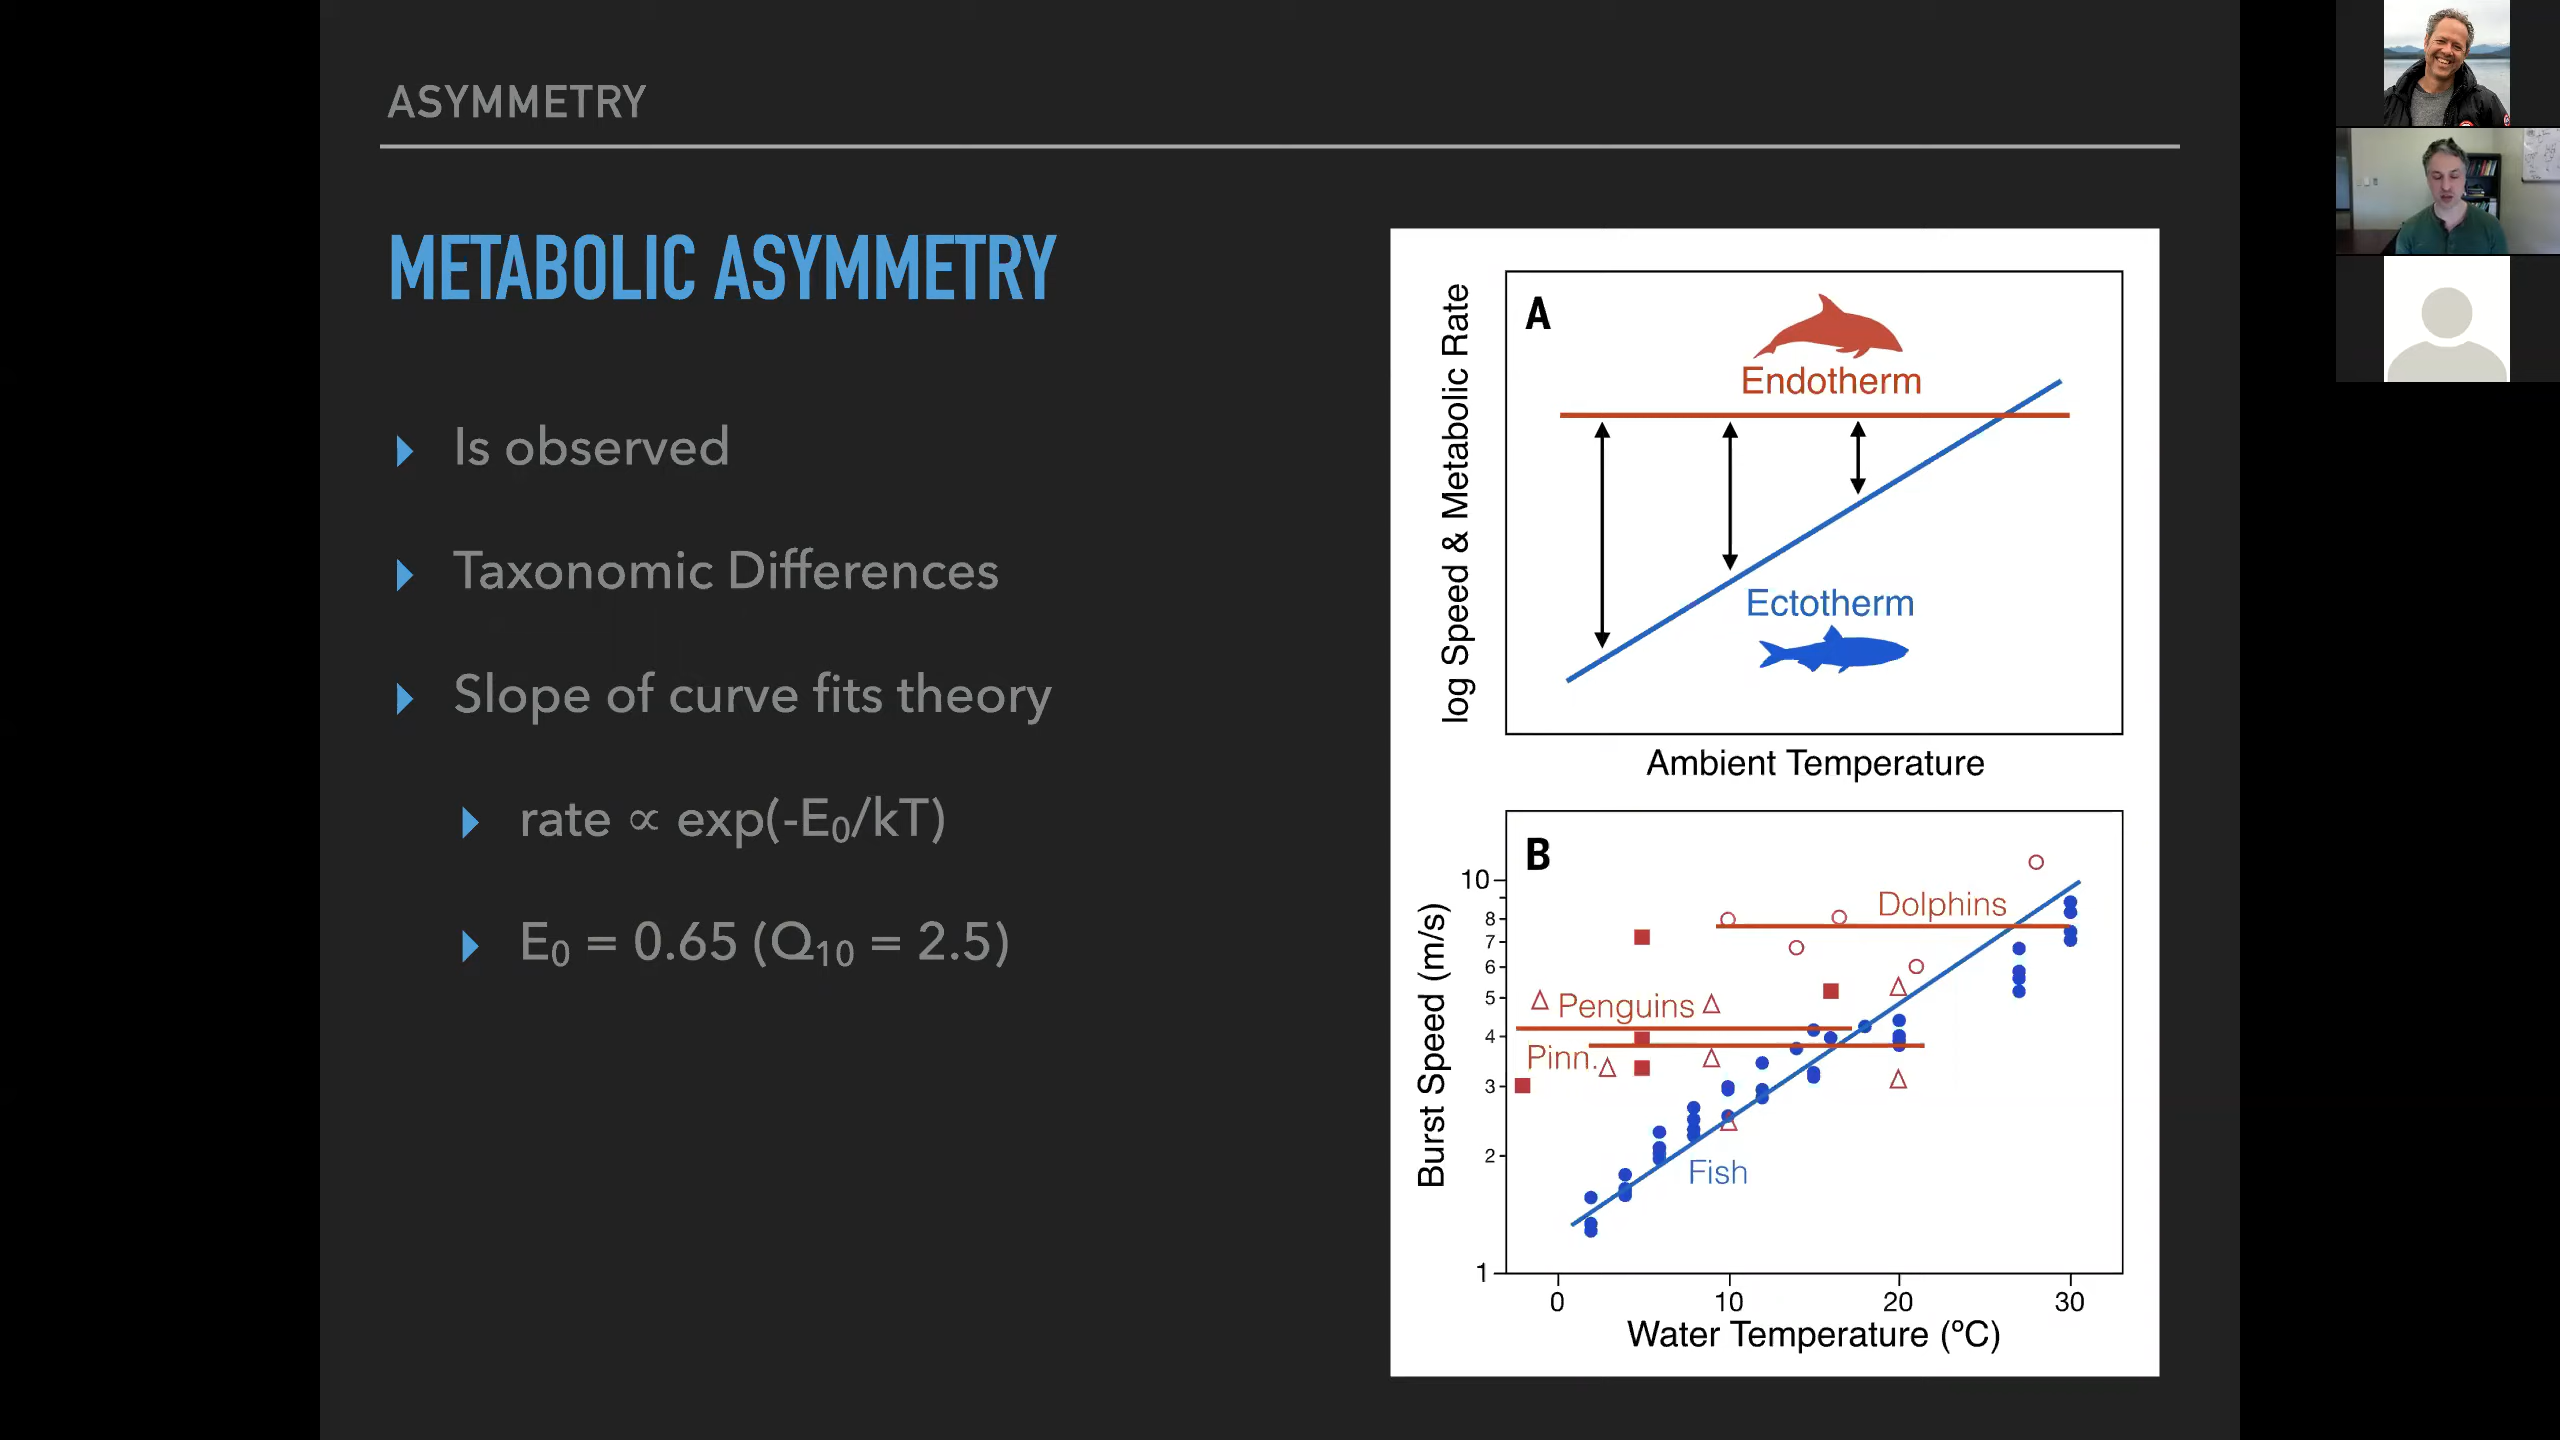 ASYMMETRY
METABOLIC ASYMMETRY
Is observed
Taxonomic Differences
Slope of curve fits theory
rate ∝ exp(-E₀/kT)
E₀ = 0.65 (Q₁₀ = 2.5)
A
log Speed & Metabolic Rate
Endotherm
Ectotherm
Ambient Temperature
B
Burst Speed (m/s)
10
8
7
6
5
4
3
2
1
Dolphins
Penguins
Pinn.
Fish
0 10 20 30
Water Temperature (ºC)